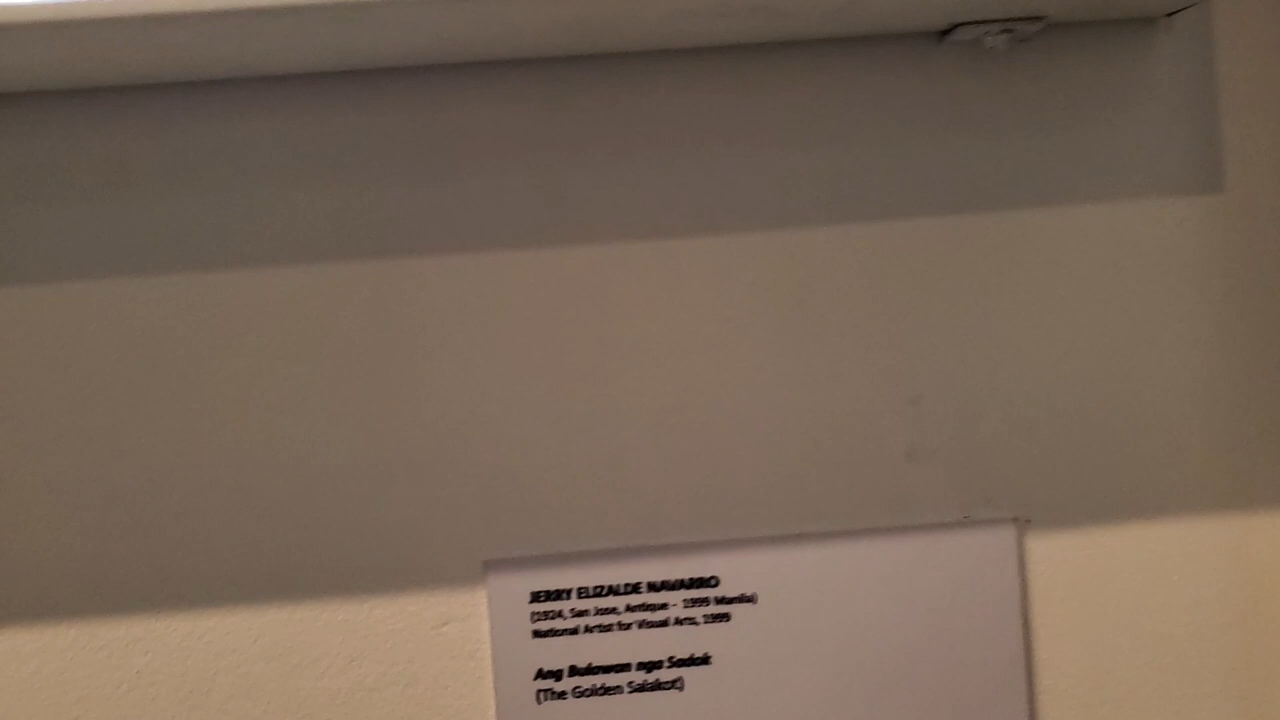 JERRY ELIZALDE NAVARRO
(1924, San Jose, Antique - 1999 Manila)
National Artist for Visual Arts, 1999
Ang Bulawan nga Sadok
(The Golden Salakot)